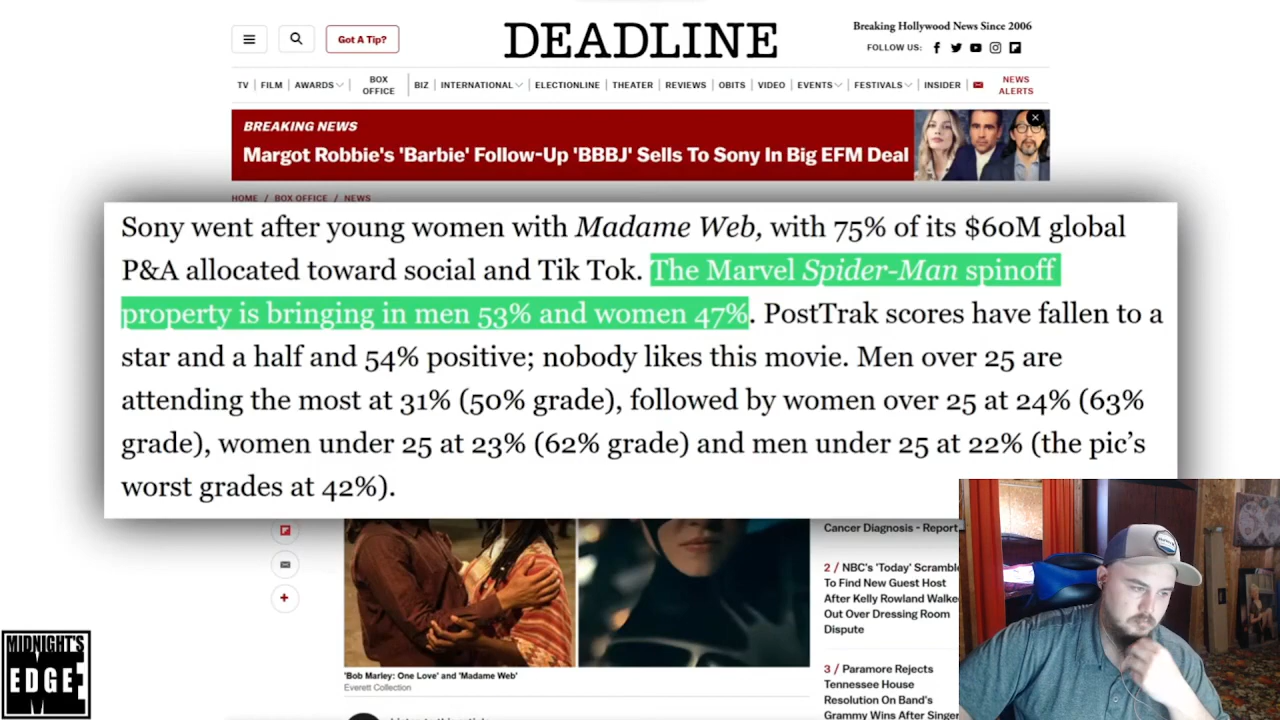 Got A Tip?
DEADLINE
Breaking Hollywood News Since 2006
FOLLOW US:
TV FILM AWARDS BOX OFFICE BIZ INTERNATIONAL ELECTIONLINE THEATER REVIEWS OBITS VIDEO EVENTS FESTIVALS INSIDER NEWS ALERTS
BREAKING NEWS
Margot Robbie's 'Barbie' Follow-Up 'BBBJ' Sells To Sony In Big EFM Deal
HOME / BOX OFFICE / NEWS
Sony went after young women with Madame Web, with 75% of its $60M global
P&A allocated toward social and Tik Tok. The Marvel Spider-Man spinoff
property is bringing in men 53% and women 47%. PostTrak scores have fallen to a
star and a half and 54% positive; nobody likes this movie. Men over 25 are
attending the most at 31% (50% grade), followed by women over 25 at 24% (63%
grade), women under 25 at 23% (62% grade) and men under 25 at 22% (the pic's
worst grades at 42%).
Cancer Diagnosis - Report
2 / NBC's 'Today'
To Find New Guest Host
After Kelly Rowland
Out Over Dressing Room
Dispute
3 / Paramore Rejects
Tennessee House
Resolution On Band's
Grammy Wins After Singer
'Bob Marley: One Love' and 'Madame Web'
Everett Collection
MIDNIGHT'S
EDGE